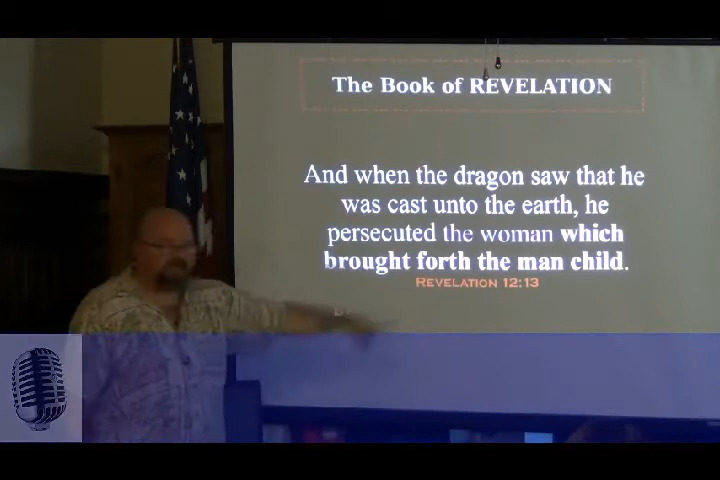 The Book of REVELATION
And when the dragon saw that he
was cast unto the earth, he
persecuted the woman which
brought forth the man child.
Revelation 12:13